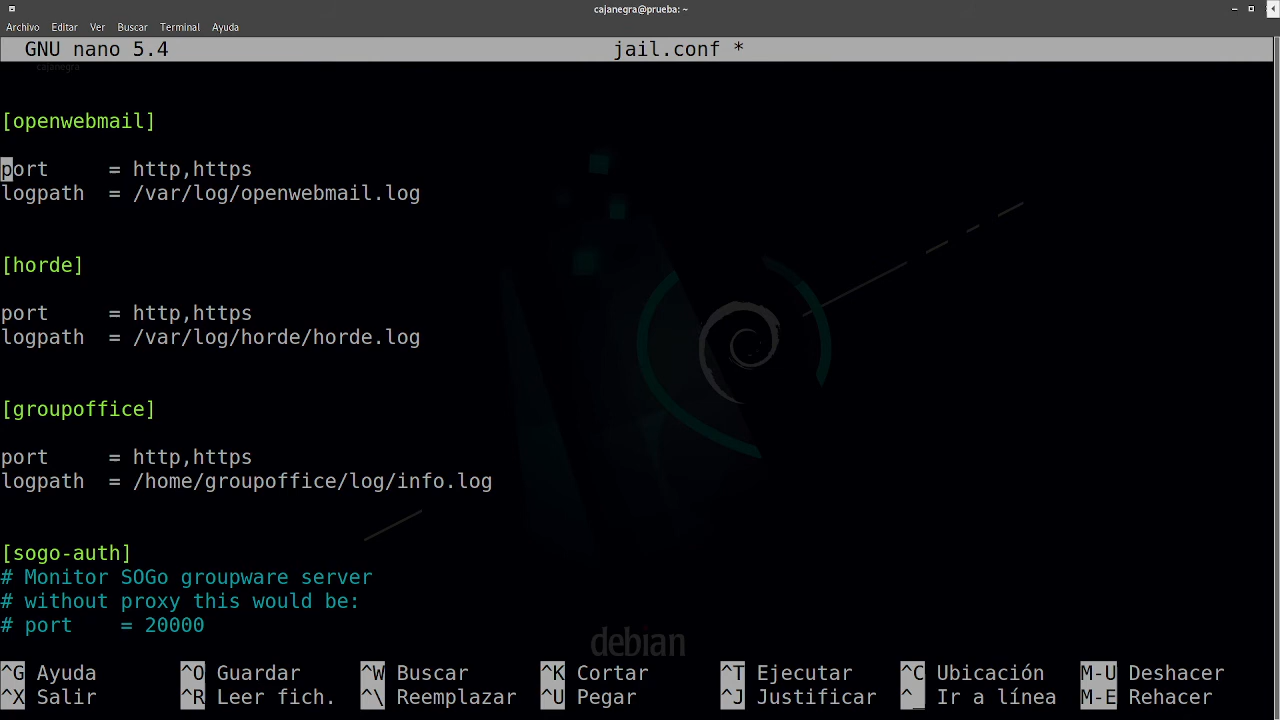 cajanegra@prueba: ~
Archivo Editar Ver Buscar Terminal Ayuda
GNU nano 5.4 jail.conf *
cajanegra
[openwebmail]
port     = http,https
logpath  = /var/log/openwebmail.log
[horde]
port     = http,https
logpath  = /var/log/horde/horde.log
[groupoffice]
port     = http,https
logpath  = /home/groupoffice/log/info.log
[sogo-auth]
# Monitor SOGo groupware server
# without proxy this would be:
# port    = 20000
debian
^G Ayuda ^O Guardar ^W Buscar ^K Cortar ^T Ejecutar ^C Ubicación M-U Deshacer
^X Salir ^R Leer fich. ^\ Reemplazar ^U Pegar ^J Justificar ^_ Ir a línea M-E Rehacer